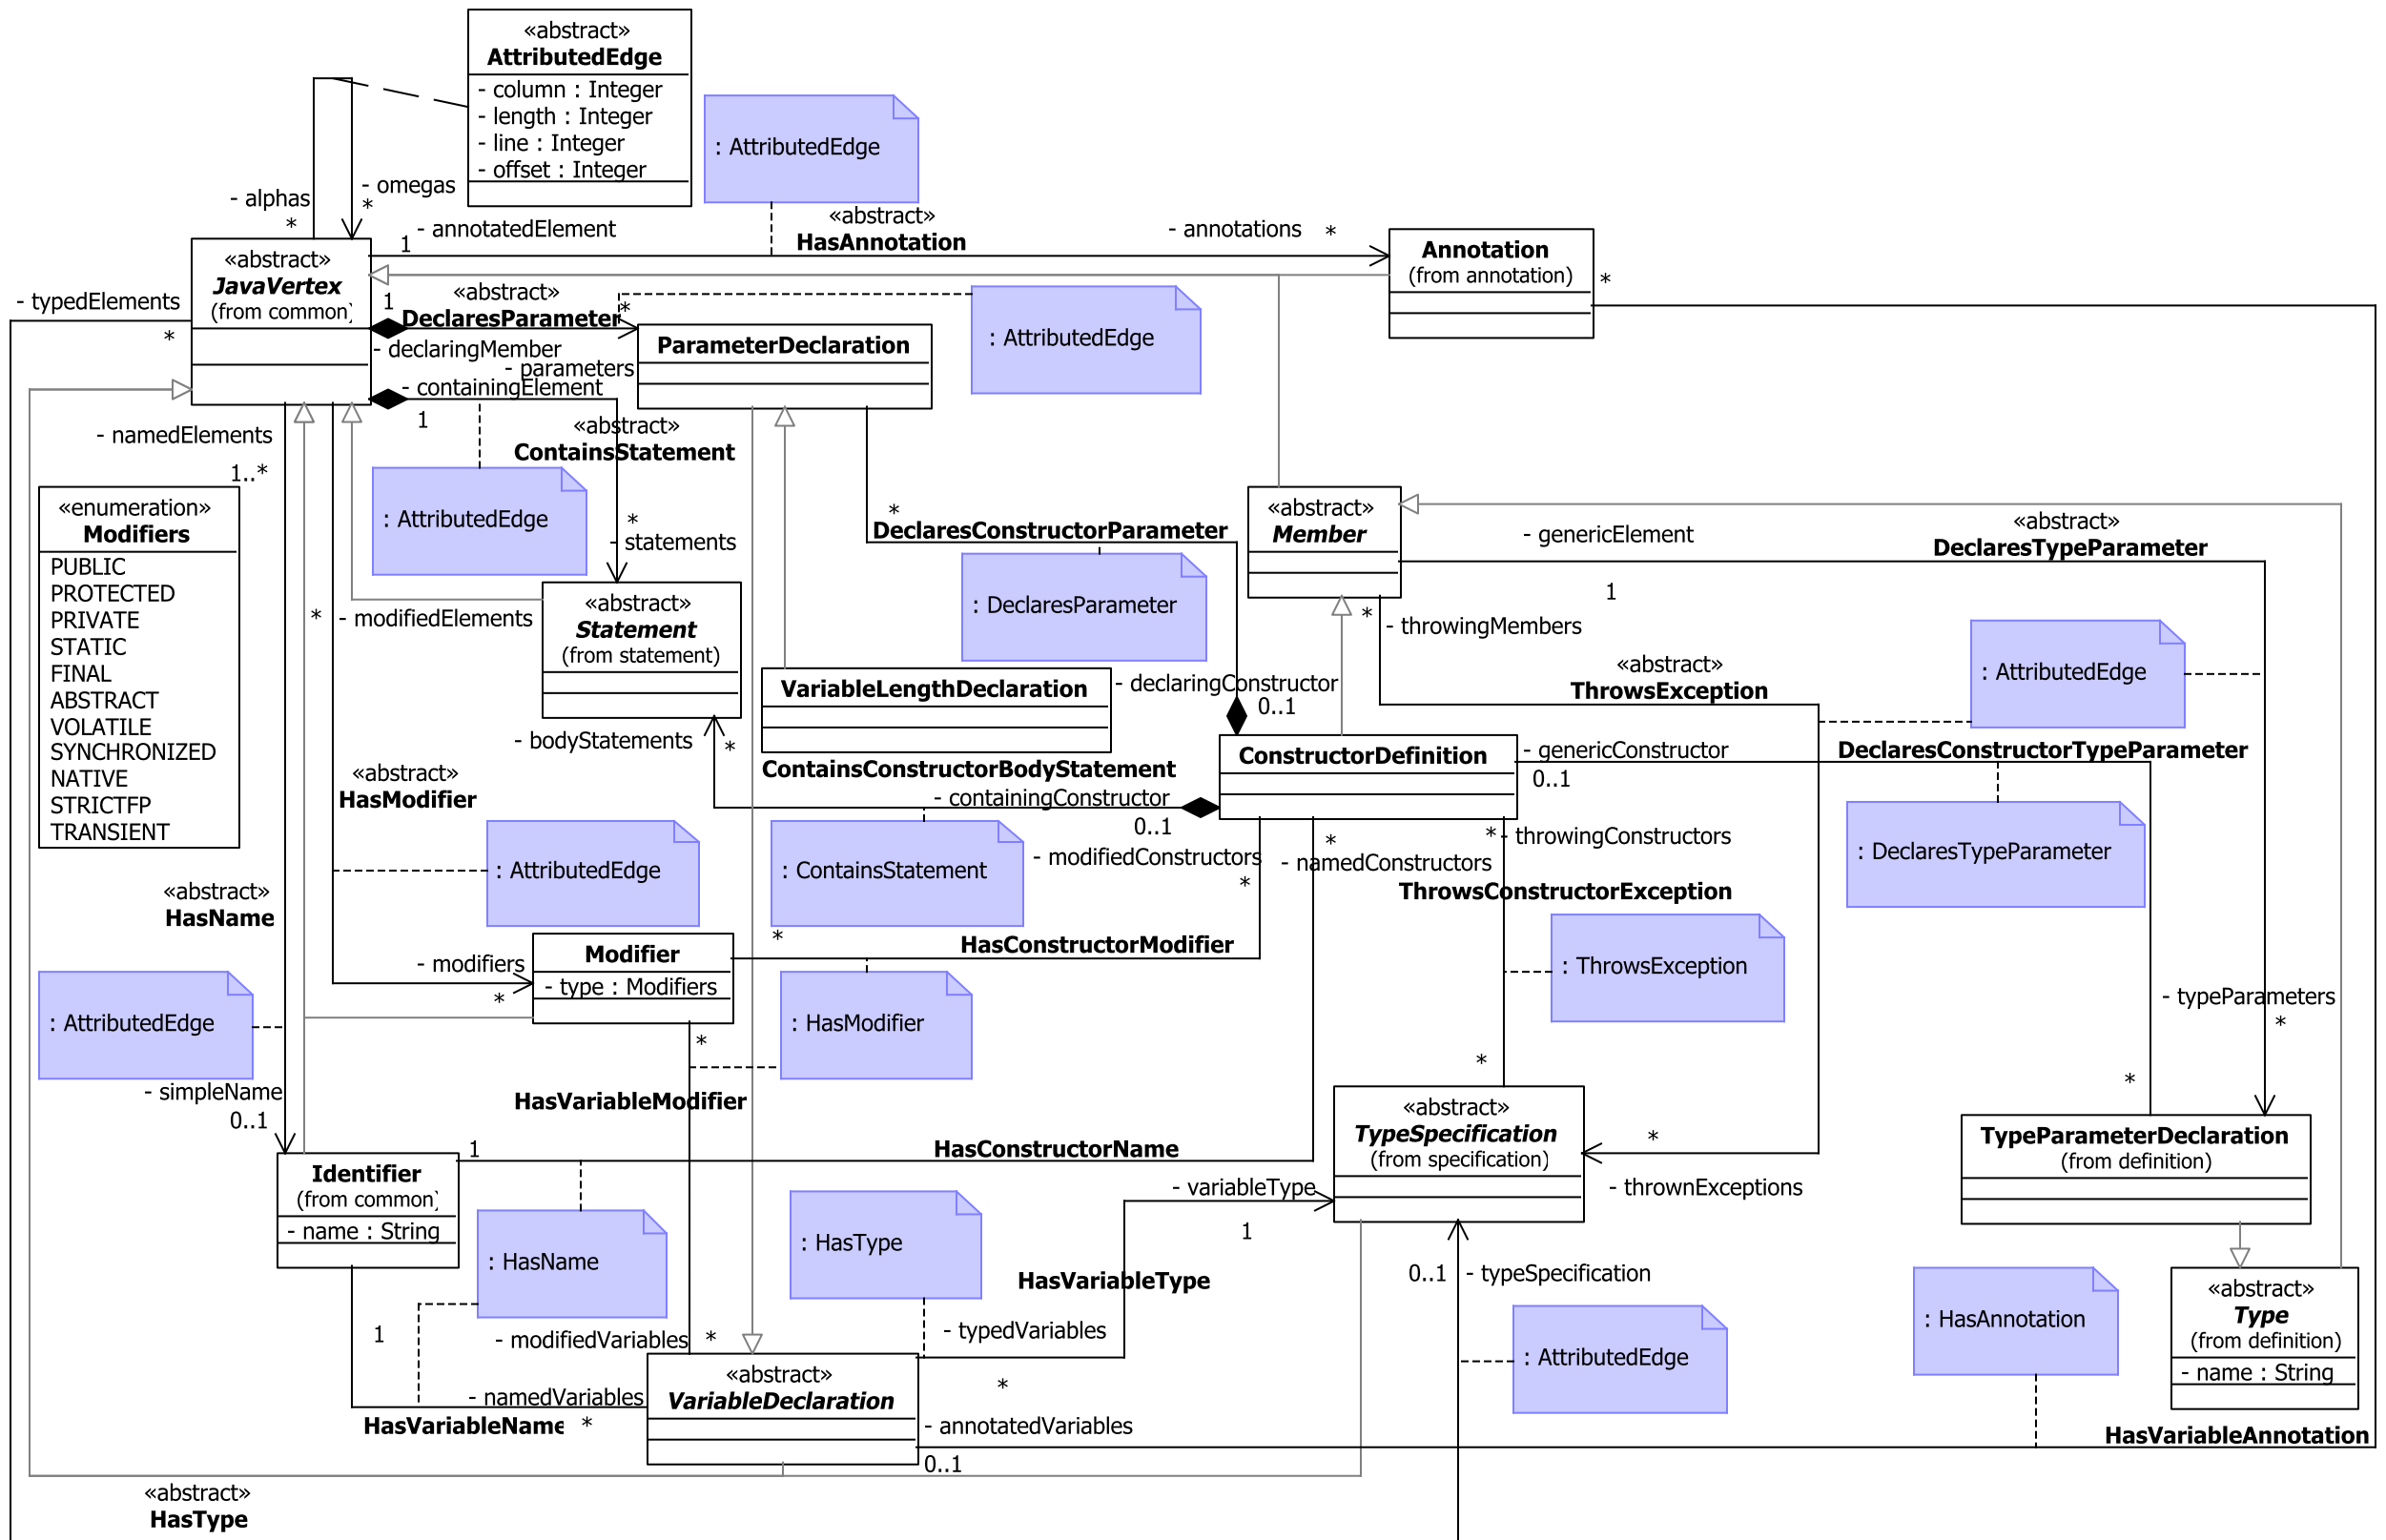 «abstract»
AttributedEdge
- column : Integer
- length : Integer
- line : Integer
- offset : Integer
: AttributedEdge
- alphas
*
- omegas
*
1
- annotatedElement
«abstract»
HasAnnotation
- annotations
*
Annotation
(from annotation)
*
«abstract»
JavaVertex
(from common)
- typedElements
*
1
«abstract»
DeclaresParameter
*
- declaringMember
- parameters
ParameterDeclaration
: AttributedEdge
- containingElement
1
«abstract»
ContainsStatement
: AttributedEdge
*
- statements
- namedElements
1..*
«enumeration»
Modifiers
PUBLIC
PROTECTED
PRIVATE
STATIC
FINAL
ABSTRACT
VOLATILE
SYNCHRONIZED
NATIVE
STRICTFP
TRANSIENT
*
- modifiedElements
«abstract»
Statement
(from statement)
*
DeclaresConstructorParameter
: DeclaresParameter
«abstract»
Member
- genericElement
1
«abstract»
DeclaresTypeParameter
*
- throwingMembers
«abstract»
ThrowsException
: AttributedEdge
VariableLengthDeclaration
- declaringConstructor
0..1
- bodyStatements
*
ContainsConstructorBodyStatement
- containingConstructor
0..1
ConstructorDefinition
- genericConstructor
0..1
DeclaresConstructorTypeParameter
: DeclaresTypeParameter
«abstract»
HasModifier
: AttributedEdge
: ContainsStatement
- modifiedConstructors
*
*
- namedConstructors
*
- throwingConstructors
ThrowsConstructorException
: ThrowsException
«abstract»
HasName
- modifiers
*
Modifier
- type : Modifiers
*
HasConstructorModifier
: HasModifier
: AttributedEdge
- typeParameters
*
*
*
HasVariableModifier
*
- simpleName
0..1
Identifier
(from common)
- name : String
1
HasConstructorName
: HasName
«abstract»
TypeSpecification
(from specification)
*
- thrownExceptions
TypeParameterDeclaration
(from definition)
- variableType
1
: HasType
HasVariableType
0..1
- typeSpecification
: AttributedEdge
: HasAnnotation
«abstract»
Type
(from definition)
- name : String
1
- modifiedVariables
*
- typedVariables
*
- namedVariables
HasVariableName
*
«abstract»
VariableDeclaration
- annotatedVariables
0..1
HasVariableAnnotation
«abstract»
HasType